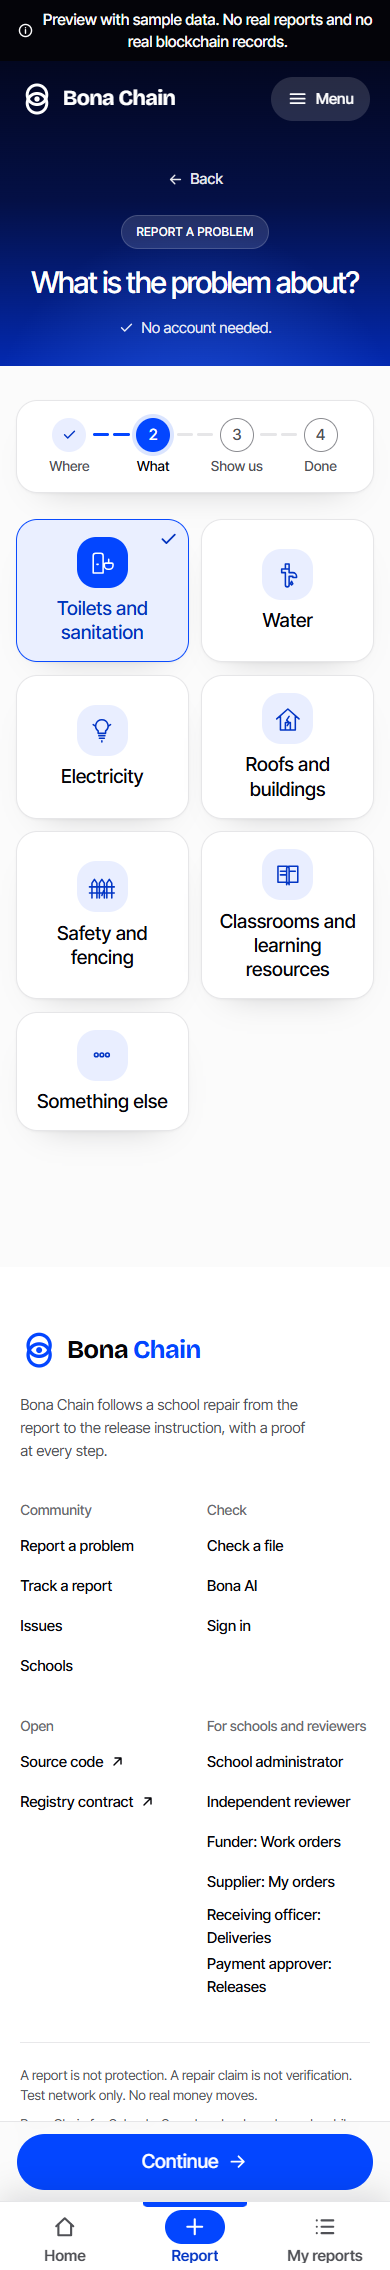 Preview with sample data. No real reports and no
real blockchain records.
Bona Chain
Menu
← Back
REPORT A PROBLEM
What is the problem about?
✓ No account needed.
2
3
4
Where
What
Show us
Done
Toilets and
sanitation
Water
Electricity
Roofs and
buildings
Safety and
fencing
Classrooms and
learning
resources
Something else
Bona Chain
Bona Chain follows a school repair from the
report to the release instruction, with a proof
at every step.
Community
Check
Report a problem
Check a file
Track a report
Bona AI
Issues
Sign in
Schools
Open
For schools and reviewers
Source code ↗
School administrator
Registry contract ↗
Independent reviewer
Funder: Work orders
Supplier: My orders
Receiving officer:
Deliveries
Payment approver:
Releases
A report is not protection. A repair claim is not verification.
Test network only. No real money moves.
Continue →
Home
Report
My reports